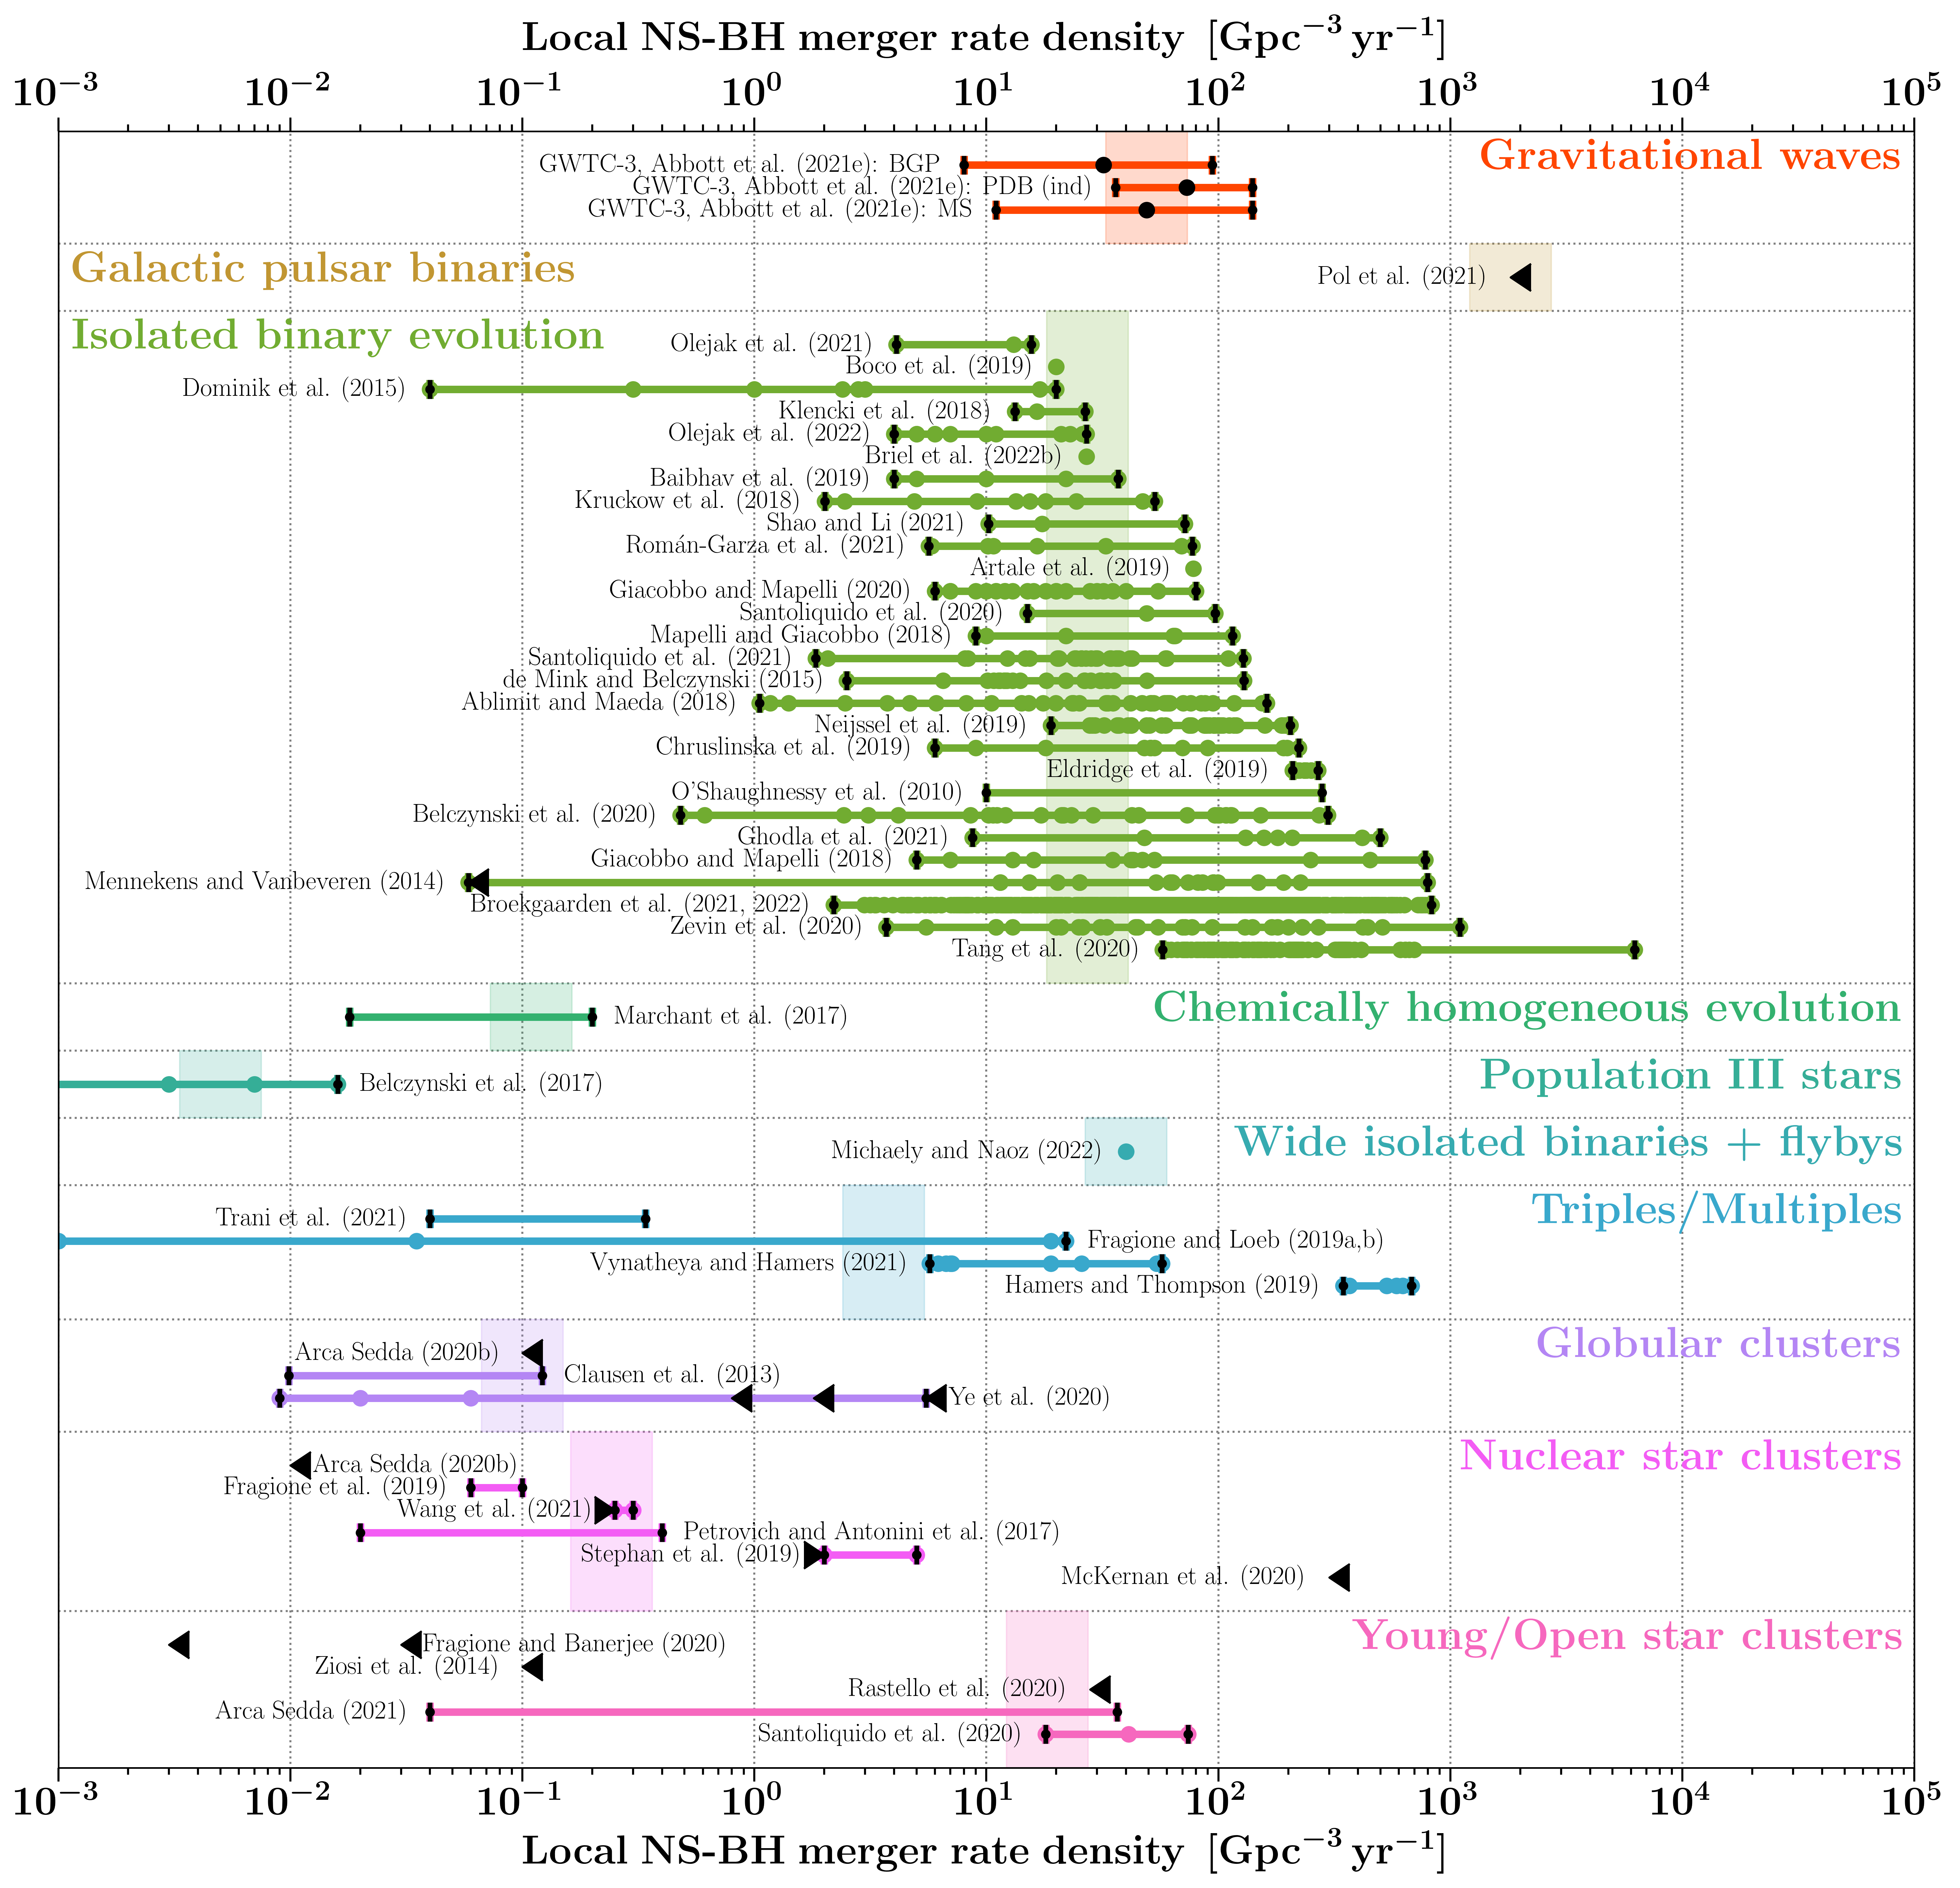 Local NS-BH merger rate density [Gpc⁻³ yr⁻¹]
10⁻³ 10⁻² 10⁻¹ 10⁰ 10¹ 10² 10³ 10⁴ 10⁵
Gravitational waves
GWTC-3, Abbott et al. (2021e): BGP
GWTC-3, Abbott et al. (2021e): PDB (ind)
GWTC-3, Abbott et al. (2021e): MS
Galactic pulsar binaries
Pol et al. (2021)
Isolated binary evolution
Olejak et al. (2021)
Boco et al. (2019)
Dominik et al. (2015)
Klencki et al. (2018)
Olejak et al. (2022)
Briel et al. (2022b)
Baibhav et al. (2019)
Kruckow et al. (2018)
Shao and Li (2021)
Román-Garza et al. (2021)
Artale et al. (2019)
Giacobbo and Mapelli (2020)
Santoliquido et al. (2020)
Mapelli and Giacobbo (2018)
Santoliquido et al. (2021)
de Mink and Belczynski (2015)
Ablimit and Maeda (2018)
Neijssel et al. (2019)
Chruslinska et al. (2019)
Eldridge et al. (2019)
O'Shaughnessy et al. (2010)
Belczynski et al. (2020)
Ghodla et al. (2021)
Giacobbo and Mapelli (2018)
Mennekens and Vanbeveren (2014)
Broekgaarden et al. (2021, 2022)
Zevin et al. (2020)
Tang et al. (2020)
Chemically homogeneous evolution
Marchant et al. (2017)
Population III stars
Belczynski et al. (2017)
Wide isolated binaries + flybys
Michaely and Naoz (2022)
Triples/Multiples
Trani et al. (2021)
Fragione and Loeb (2019a,b)
Vynatheya and Hamers (2021)
Hamers and Thompson (2019)
Globular clusters
Arca Sedda (2020b)
Clausen et al. (2013)
Ye et al. (2020)
Nuclear star clusters
Arca Sedda (2020b)
Fragione et al. (2019)
Wang et al. (2021)
Petrovich and Antonini et al. (2017)
Stephan et al. (2019)
McKernan et al. (2020)
Young/Open star clusters
Fragione and Banerjee (2020)
Ziosi et al. (2014)
Rastello et al. (2020)
Arca Sedda (2021)
Santoliquido et al. (2020)
10⁻³ 10⁻² 10⁻¹ 10⁰ 10¹ 10² 10³ 10⁴ 10⁵
Local NS-BH merger rate density [Gpc⁻³ yr⁻¹]